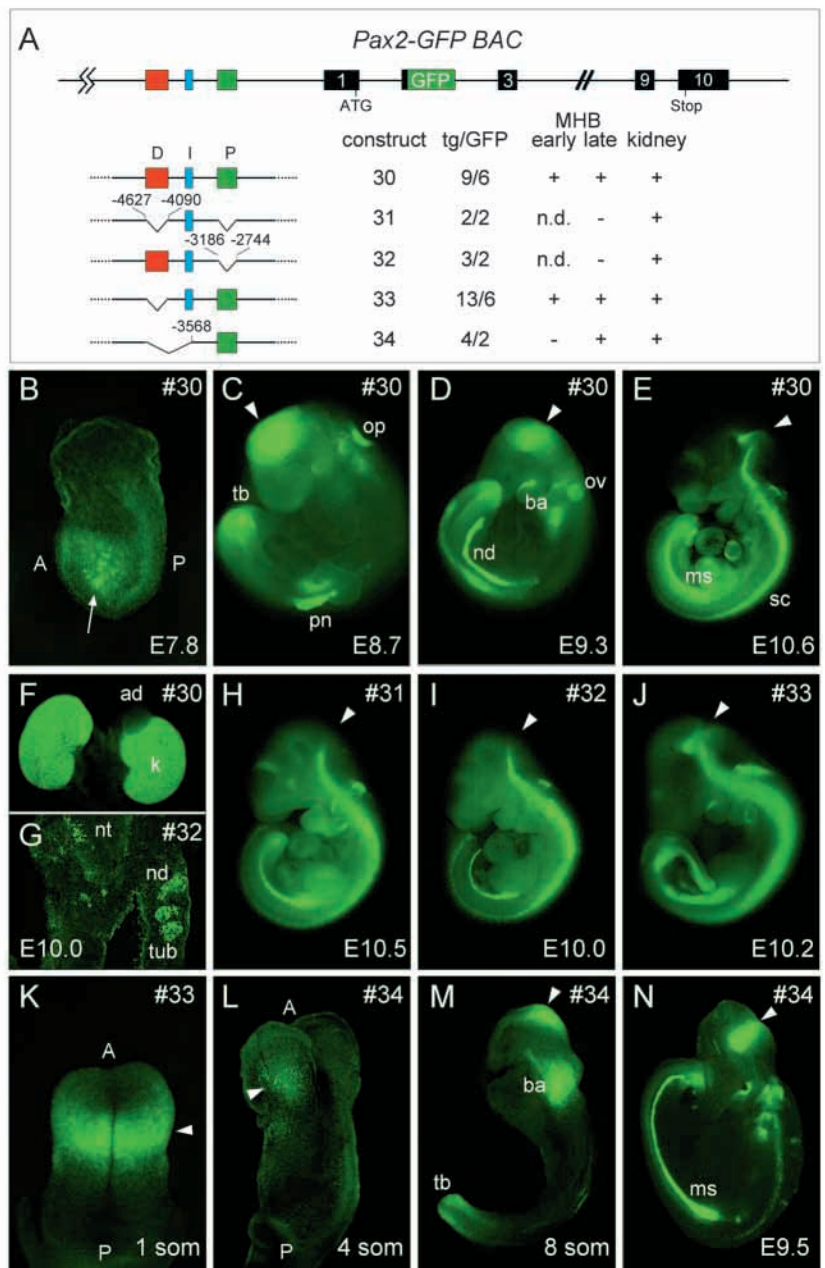 A
Pax2-GFP BAC
1 GFP 3 9 10
ATG Stop
MHB
construct tg/GFP early late kidney
D I P
30 9/6 + + +
-4627 -4090
31 2/2 n.d. - +
-3186 -2744
32 3/2 n.d. - +
33 13/6 + + +
-3568
34 4/2 - + +
B #30
A P
E7.8
C #30
op
tb
pn
E8.7
D #30
ov
ba
nd
E9.3
E #30
ms
sc
E10.6
F #30
ad
k
G #32
nt
nd
tub
E10.0
H #31
E10.5
I #32
E10.0
J #33
E10.2
K #33
A
P
1 som
L #34
A
P
4 som
M #34
ba
tb
8 som
N #34
ms
E9.5